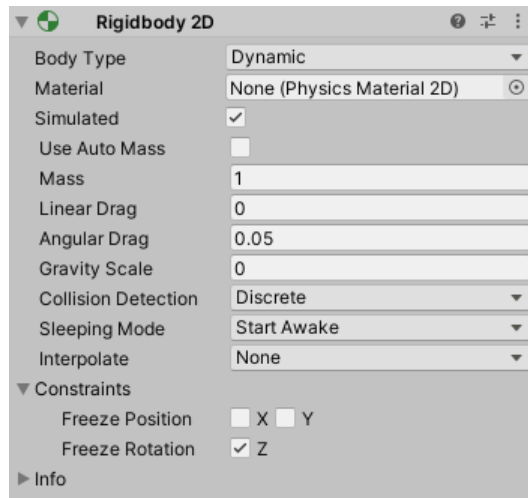 Rigidbody 2D
Body Type Dynamic
Material None (Physics Material 2D)
Simulated
Use Auto Mass
Mass 1
Linear Drag 0
Angular Drag 0.05
Gravity Scale 0
Collision Detection Discrete
Sleeping Mode Start Awake
Interpolate None
Constraints
Freeze Position X Y
Freeze Rotation Z
Info